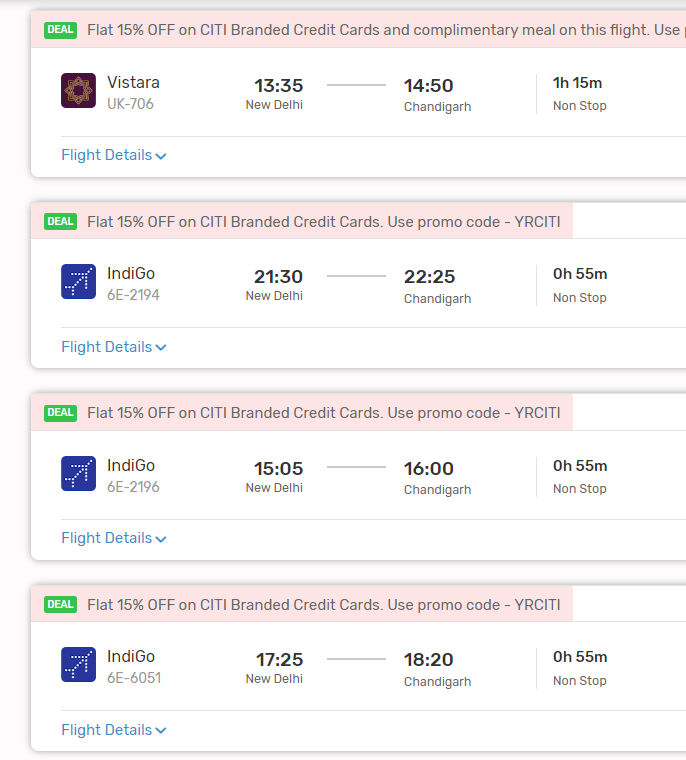 DEAL Flat 15% OFF on CITI Branded Credit Cards and complimentary meal on this flight. Use
Vistara 13:35 14:50 1h 15m
UK-706 New Delhi Chandigarh Non Stop
Flight Details
DEAL Flat 15% OFF on CITI Branded Credit Cards. Use promo code - YRCITI
IndiGo 21:30 22:25 0h 55m
6E-2194 New Delhi Chandigarh Non Stop
Flight Details
DEAL Flat 15% OFF on CITI Branded Credit Cards. Use promo code - YRCITI
IndiGo 15:05 16:00 0h 55m
6E-2196 New Delhi Chandigarh Non Stop
Flight Details
DEAL Flat 15% OFF on CITI Branded Credit Cards. Use promo code - YRCITI
IndiGo 17:25 18:20 0h 55m
6E-6051 New Delhi Chandigarh Non Stop
Flight Details